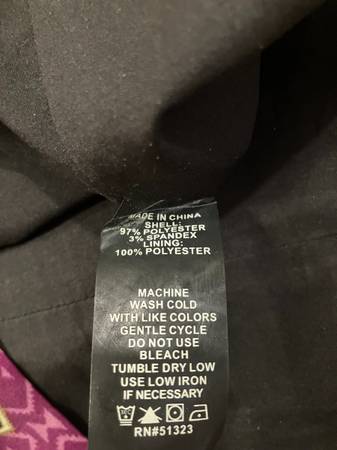 MADE IN CHINA
SHELL:
97% POLYESTER
3% SPANDEX
LINING:
100% POLYESTER
MACHINE
WASH COLD
WITH LIKE COLORS
GENTLE CYCLE
DO NOT USE
BLEACH
TUMBLE DRY LOW
USE LOW IRON
IF NECESSARY
RN#51323